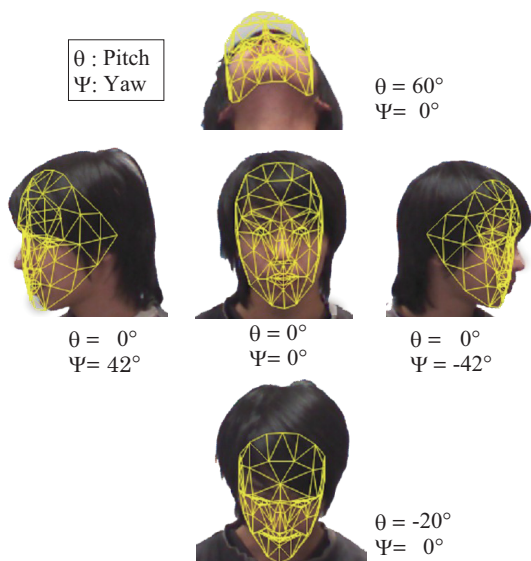 θ : Pitch
Ψ: Yaw
θ = 60°
Ψ= 0°
θ = 0°
Ψ= 42°
θ = 0°
Ψ= 0°
θ = 0°
Ψ = -42°
θ = -20°
Ψ= 0°